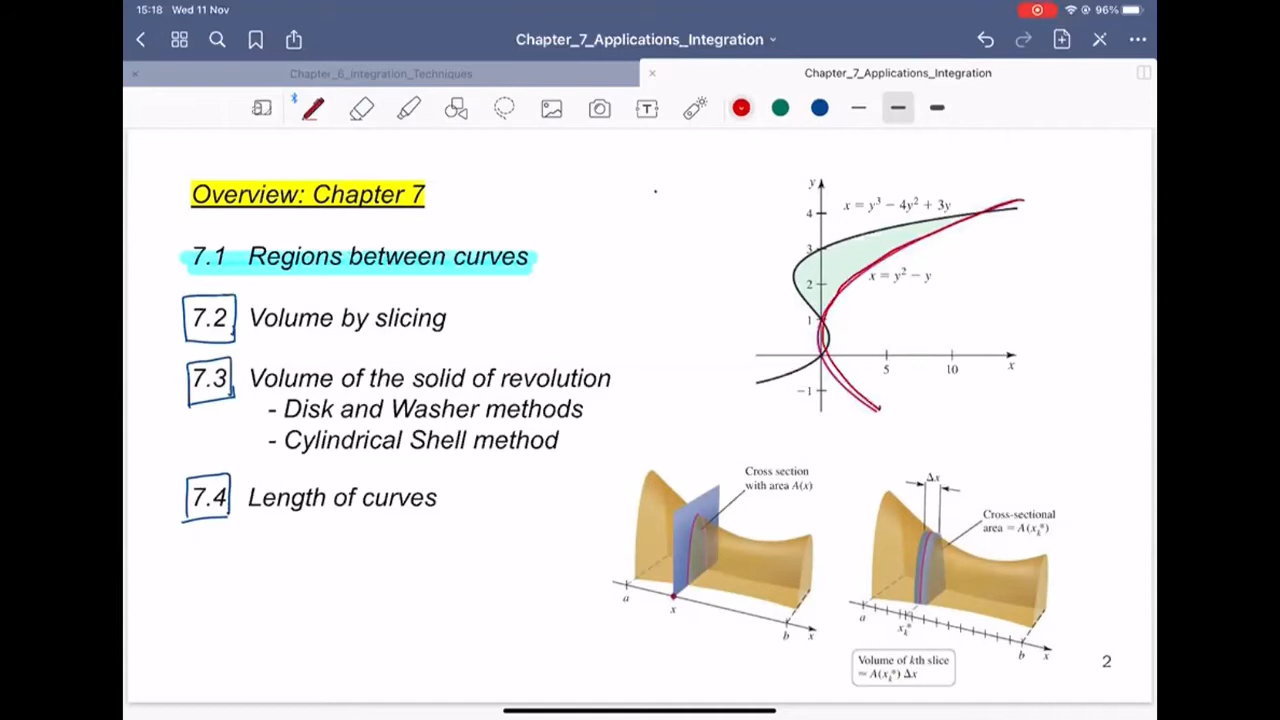 15:18 Wed 11 Nov
96%
Chapter_7_Applications_Integration
Chapter_6_Integration_Techniques
Chapter_7_Applications_Integration
T
Overview: Chapter 7
7.1 Regions between curves
7.2 Volume by slicing
7.3 Volume of the solid of revolution
- Disk and Washer methods
- Cylindrical Shell method
7.4 Length of curves
y
x = y³ − 4y² + 3y
4
3
x = y² − y
2
1
5
10
x
−1
Cross section
with area A(x)
a
x
b
x
Δx
Cross-sectional
area = A(xₖ*)
a
xₖ*
b
x
Volume of kth slice
= A(xₖ*) Δx
2